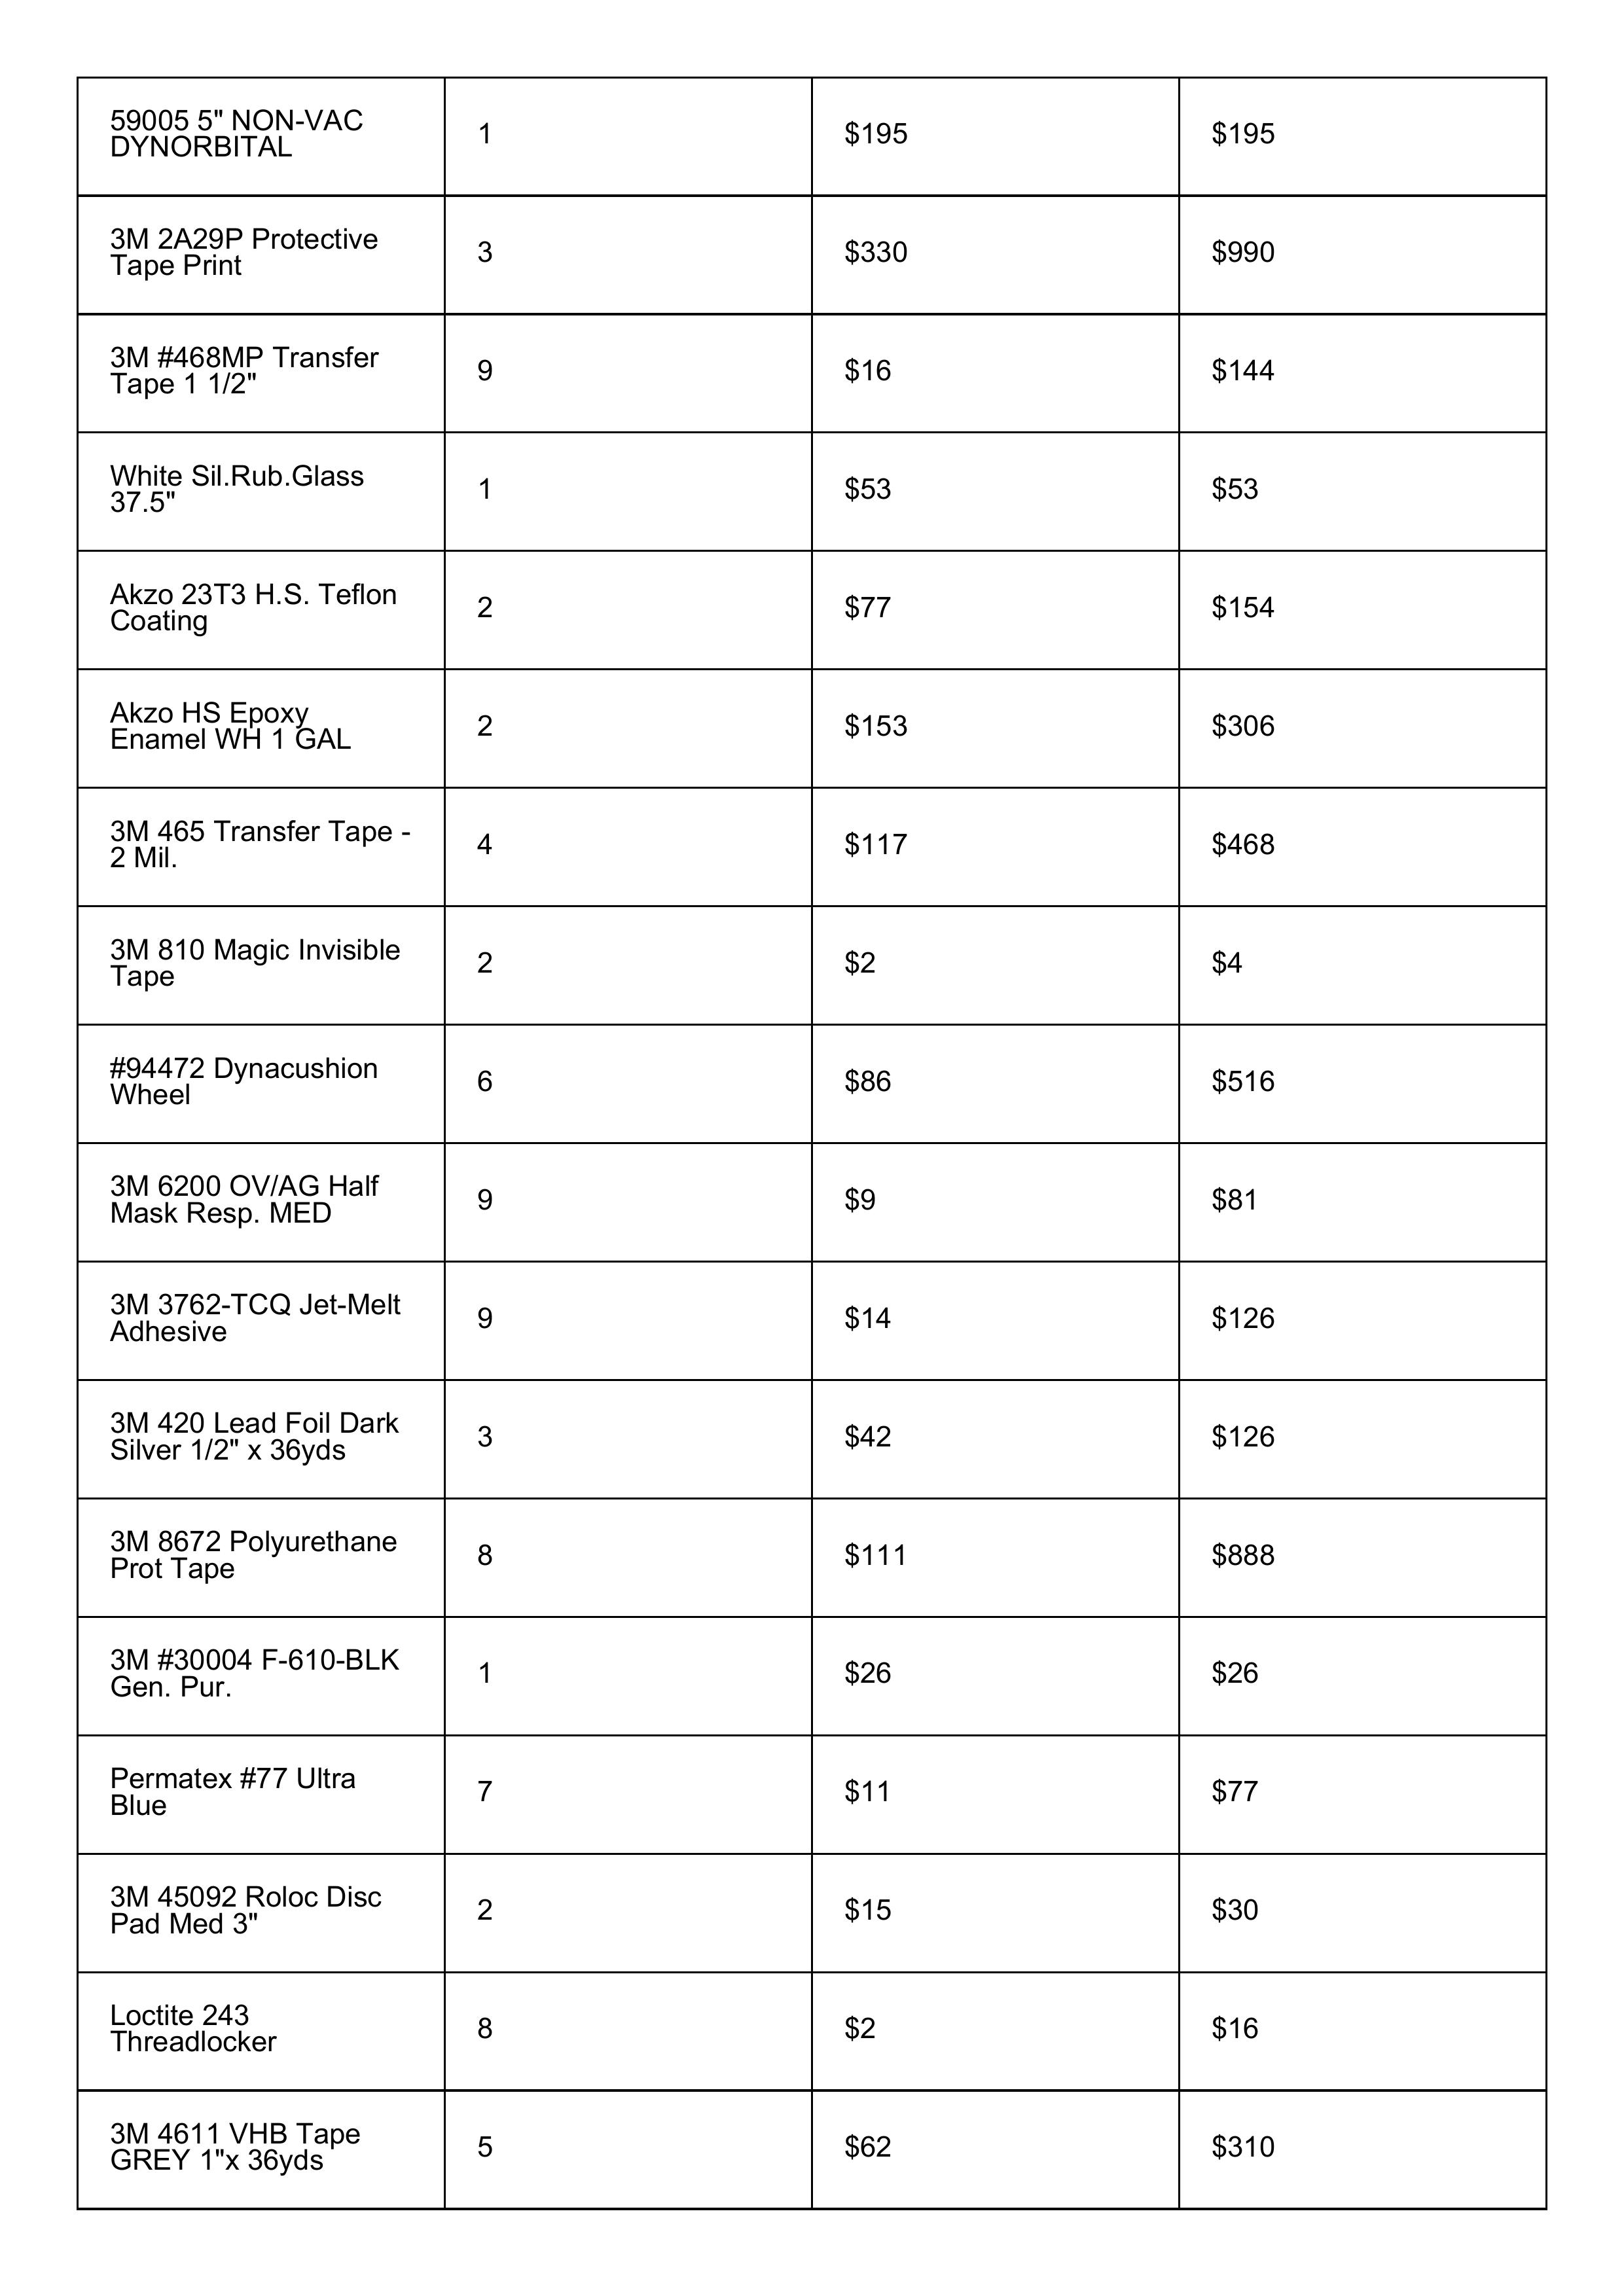 59005 5" NON-VAC
DYNORBITAL
1
$195
$195
3M 2A29P Protective
Tape Print
3
$330
$990
3M #468MP Transfer
Tape 1 1/2"
9
$16
$144
White Sil.Rub.Glass
37.5"
1
$53
$53
Akzo 23T3 H.S. Teflon
Coating
2
$77
$154
Akzo HS Epoxy
Enamel WH 1 GAL
2
$153
$306
3M 465 Transfer Tape -
2 Mil.
4
$117
$468
3M 810 Magic Invisible
Tape
2
$2
$4
#94472 Dynacushion
Wheel
6
$86
$516
3M 6200 OV/AG Half
Mask Resp. MED
9
$9
$81
3M 3762-TCQ Jet-Melt
Adhesive
9
$14
$126
3M 420 Lead Foil Dark
Silver 1/2" x 36yds
3
$42
$126
3M 8672 Polyurethane
Prot Tape
8
$111
$888
3M #30004 F-610-BLK
Gen. Pur.
1
$26
$26
Permatex #77 Ultra
Blue
7
$11
$77
3M 45092 Roloc Disc
Pad Med 3"
2
$15
$30
Loctite 243
Threadlocker
8
$2
$16
3M 4611 VHB Tape
GREY 1"x 36yds
5
$62
$310